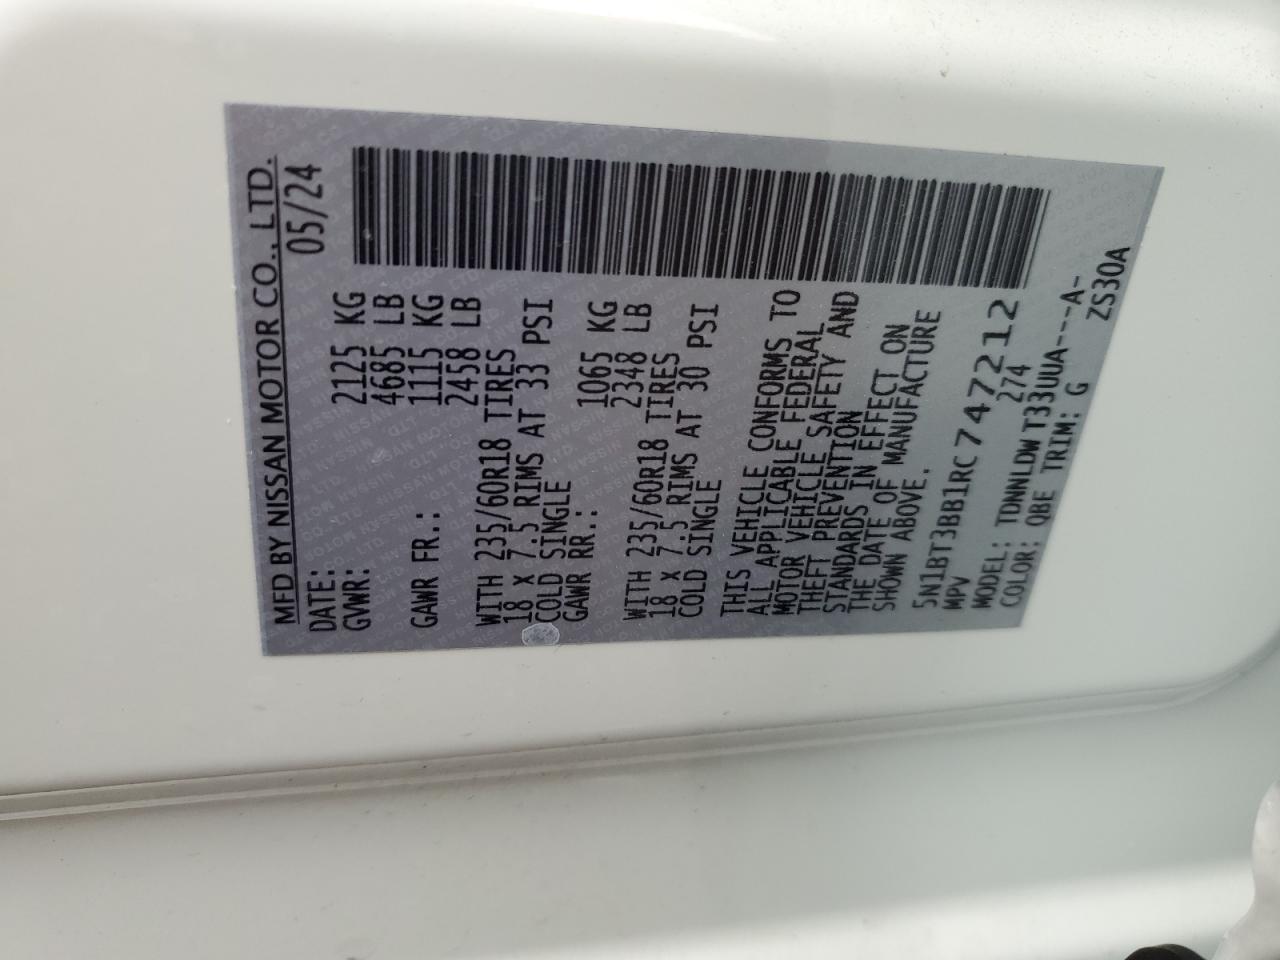 MFD BY NISSAN MOTOR CO., LTD.
DATE: 05/24
GVWR: 2125 KG
4685 LB
GAWR FR.: 1115 KG
2458 LB
WITH 235/60R18 TIRES
18 X 7.5 RIMS AT 33 PSI
COLD SINGLE
GAWR RR.: 1065 KG
2348 LB
WITH 235/60R18 TIRES
18 X 7.5 RIMS AT 30 PSI
COLD SINGLE
THIS VEHICLE CONFORMS TO
ALL APPLICABLE FEDERAL
MOTOR VEHICLE SAFETY AND
THEFT PREVENTION
STANDARDS IN EFFECT ON
THE DATE OF MANUFACTURE
SHOWN ABOVE.
5N1BT3BB1RC747212
MPV 274
MODEL: TDNNLDW T33UUA---A-
COLOR: QBE TRIM: G ZS30A